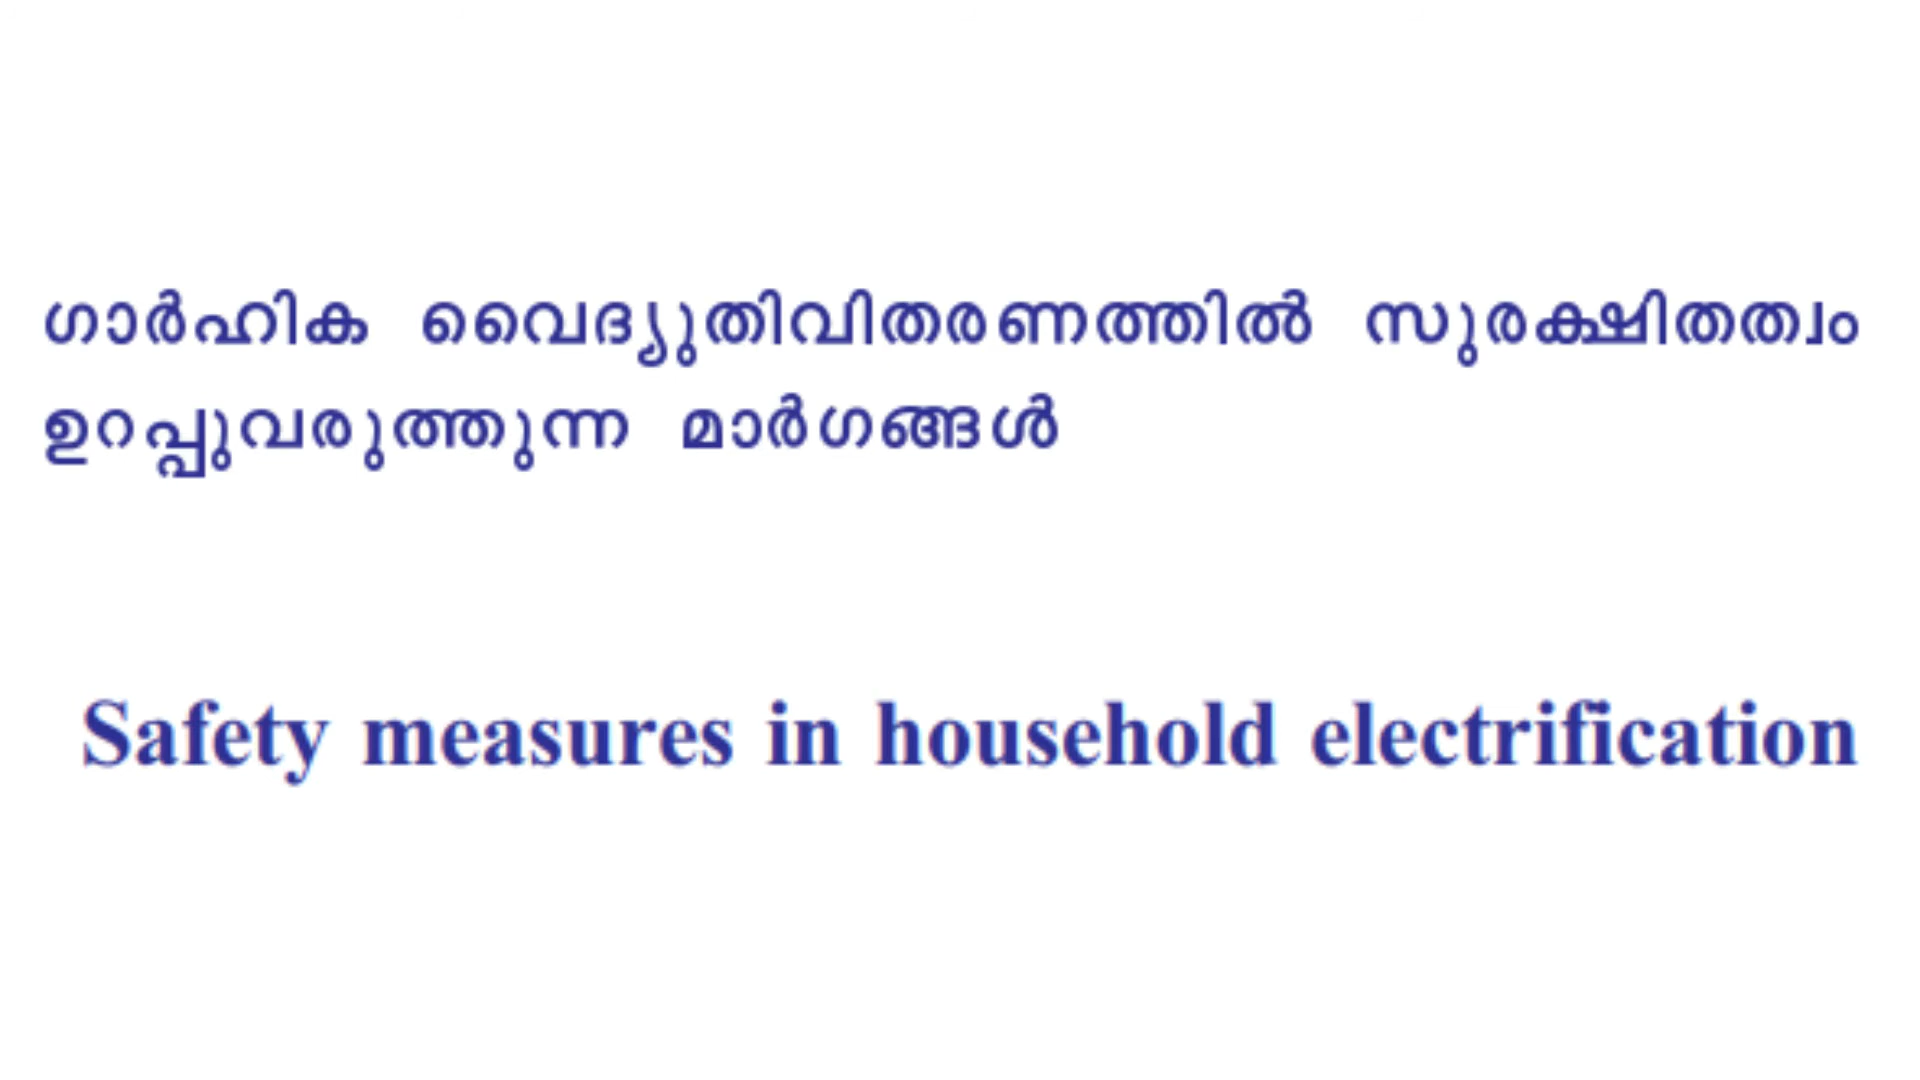 ഗാർഹിക വൈദ്യുതിവിതരണത്തിൽ സുരക്ഷിതത്വം
ഉറപ്പുവരുത്തുന്ന മാർഗങ്ങൾ
Safety measures in household electrification